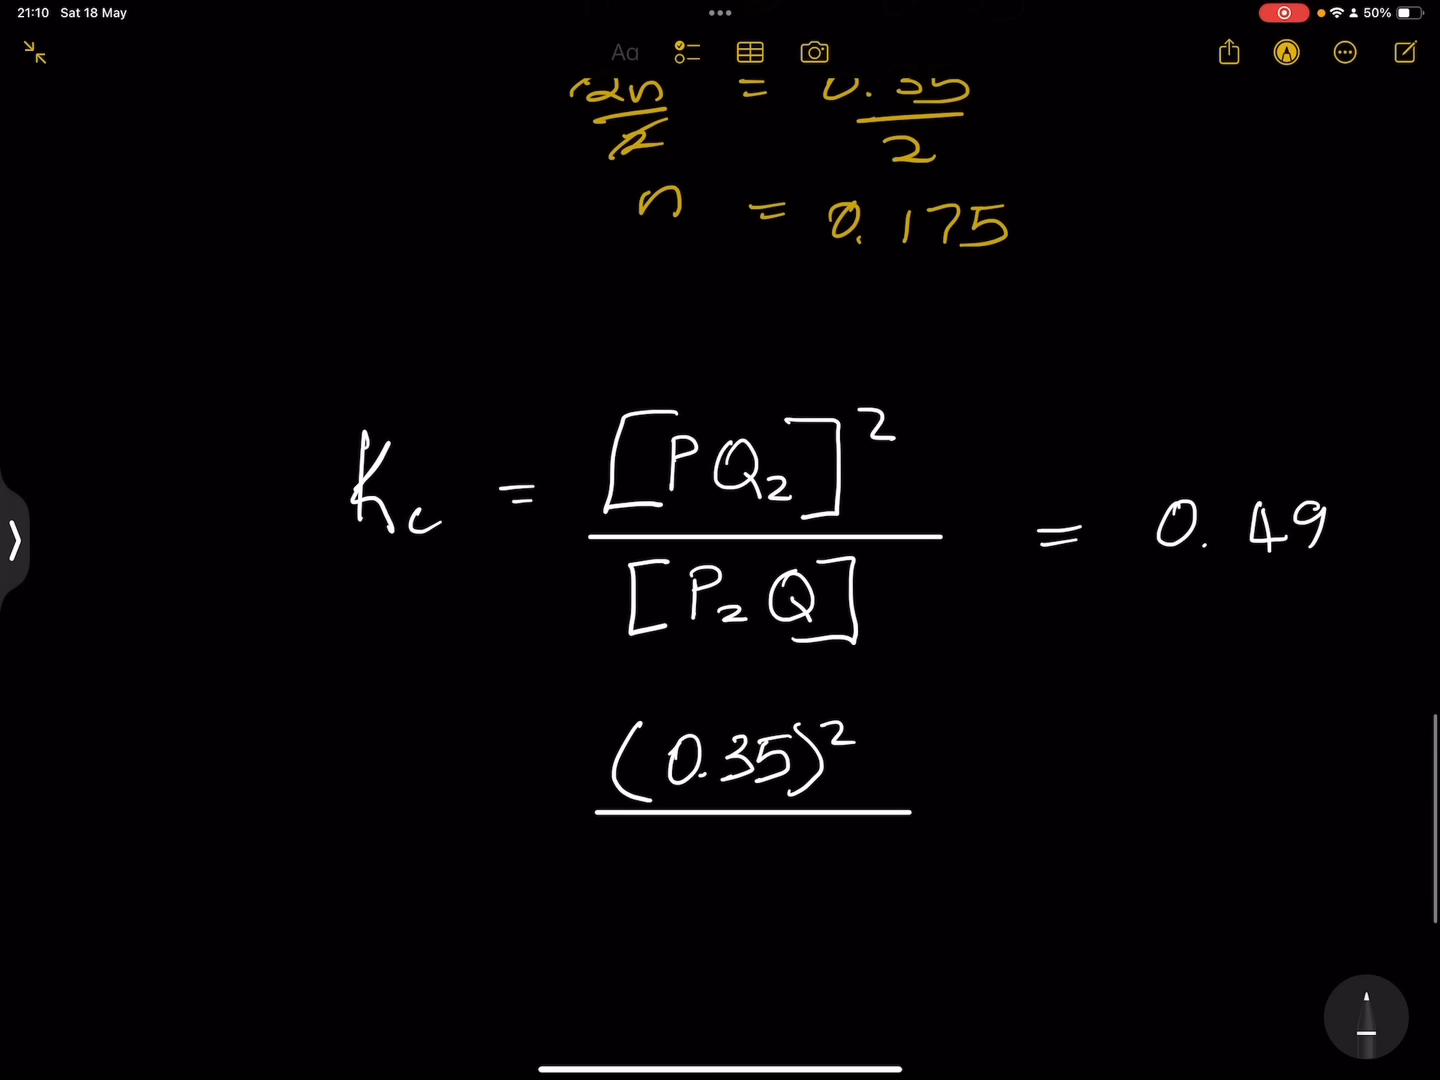 21:10 Sat 18 May 50%
Aa
2n/2 = 0.35/2
n = 0.175
Kc = [PQ₂]² / [P₂Q] = 0.49
(0.35)²